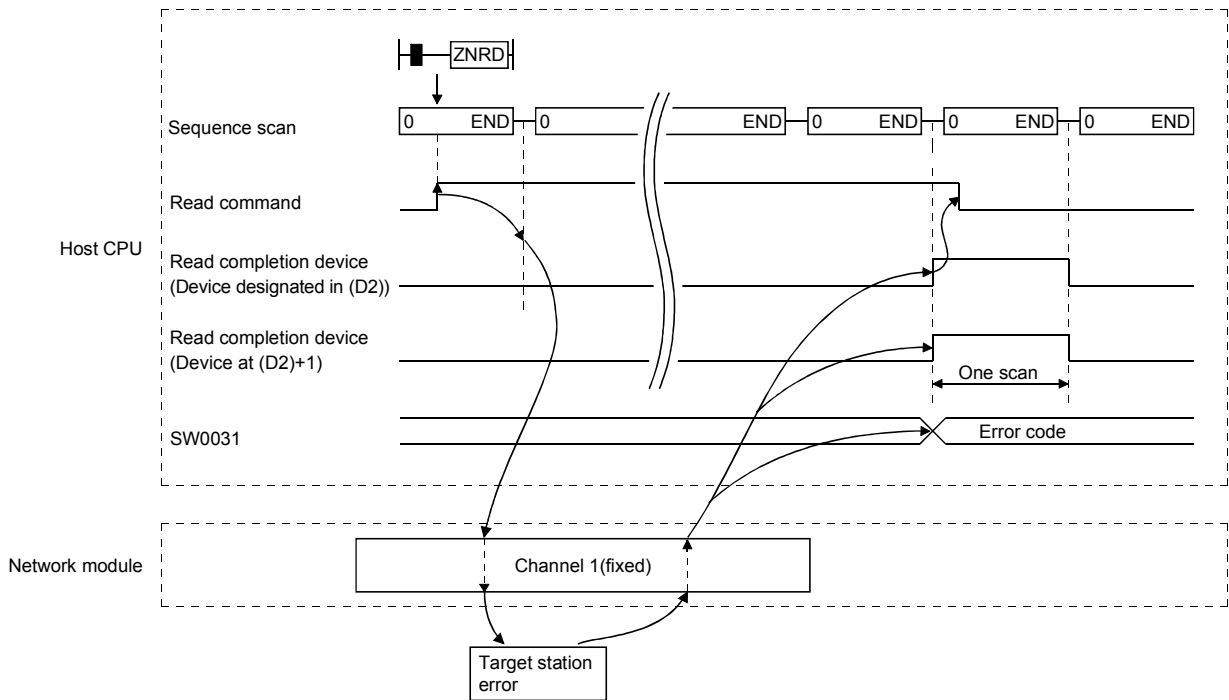 ZNRD
Sequence scan
0 END 0 END 0 END 0 END 0 END
Read command
Host CPU
Read completion device
(Device designated in (D2))
Read completion device
(Device at (D2)+1)
One scan
SW0031
Error code
Network module
Channel 1(fixed)
Target station
error